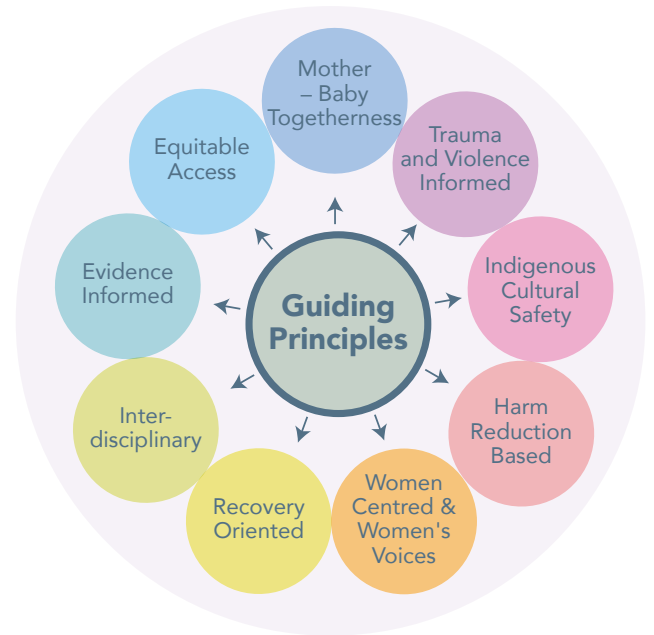 Guiding
Principles
Mother
– Baby
Togetherness
Trauma
and Violence
Informed
Indigenous
Cultural
Safety
Harm
Reduction
Based
Women
Centred &
Women's
Voices
Recovery
Oriented
Inter-
disciplinary
Evidence
Informed
Equitable
Access